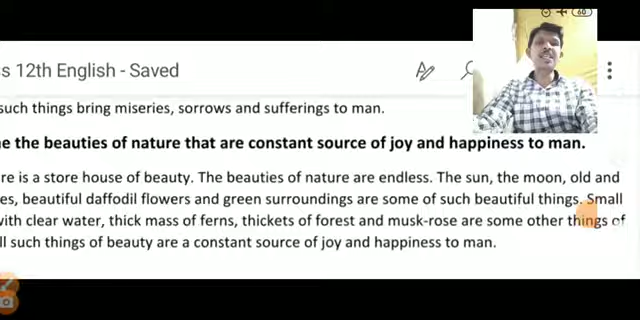 60
s 12th English - Saved
such things bring miseries, sorrows and sufferings to man.
e the beauties of nature that are constant source of joy and happiness to man.
re is a store house of beauty. The beauties of nature are endless. The sun, the moon, old and
es, beautiful daffodil flowers and green surroundings are some of such beautiful things. Small
with clear water, thick mass of ferns, thickets of forest and musk-rose are some other things of
ll such things of beauty are a constant source of joy and happiness to man.